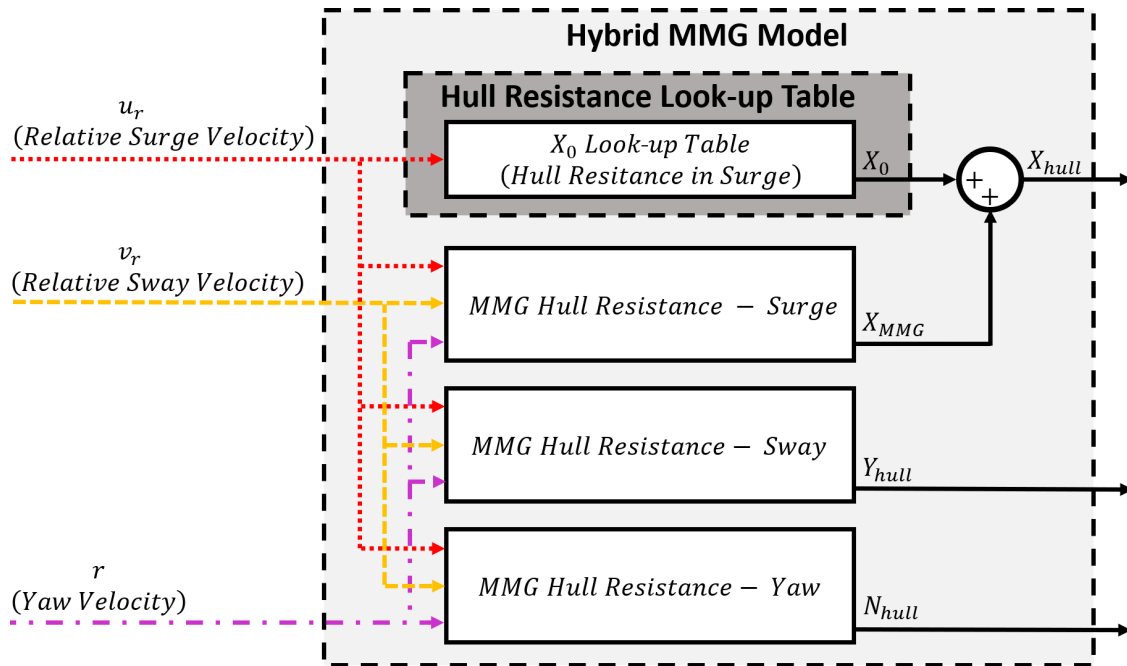 Hybrid MMG Model
Hull Resistance Look-up Table
u_r
(Relative Surge Velocity)
X_0 Look-up Table
(Hull Resitance in Surge)
X_0
X_hull
+
+
v_r
(Relative Sway Velocity)
MMG Hull Resistance − Surge
X_MMG
MMG Hull Resistance − Sway
Y_hull
r
(Yaw Velocity)
MMG Hull Resistance − Yaw
N_hull